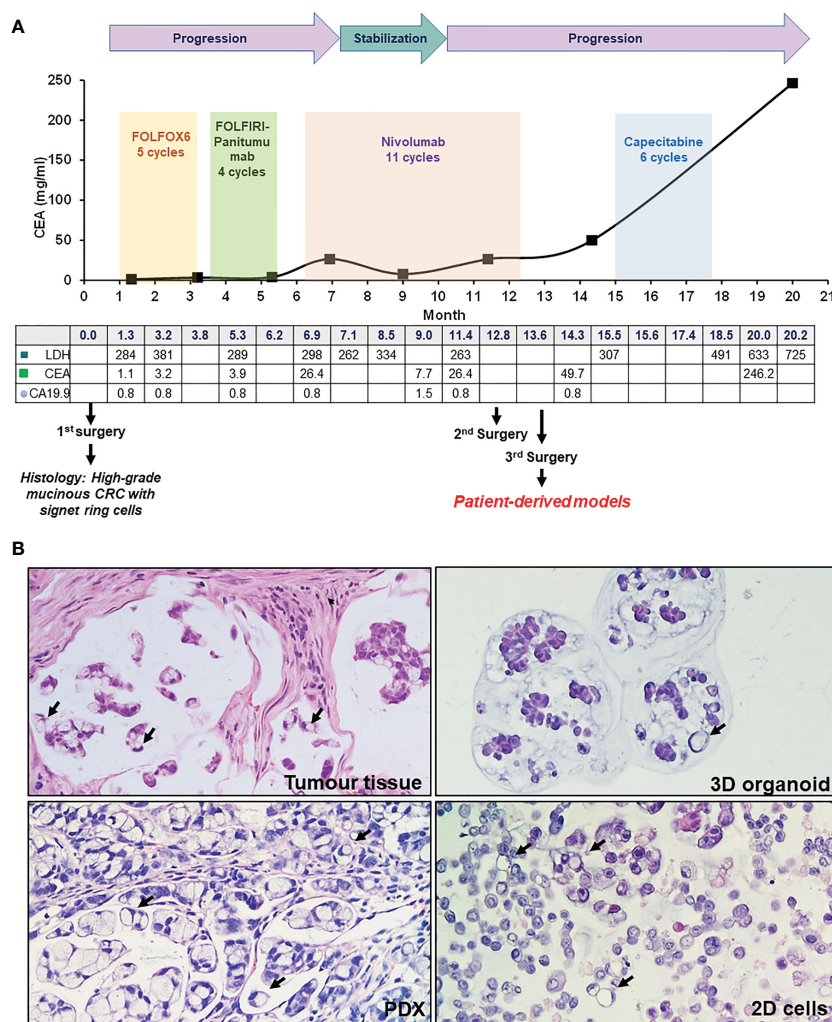 A
Progression Stabilization Progression
250
200
150
100
50
0
CEA (mg/ml)
FOLFOX6
5 cycles
FOLFIRI-
Panitumu
mab
4 cycles
Nivolumab
11 cycles
Capecitabine
6 cycles
0 1 2 3 4 5 6 7 8 9 10 11 12 13 14 15 16 17 18 19 20 21
Month
0.0 1.3 3.2 3.8 5.3 6.2 6.9 7.1 8.5 9.0 11.4 12.8 13.6 14.3 15.5 15.6 17.4 18.5 20.0 20.2
LDH 284 381 289 298 262 334 263 307 491 633 725
CEA 1.1 3.2 3.9 26.4 7.7 26.4 49.7 246.2
CA19.9 0.8 0.8 0.8 0.8 1.5 0.8 0.8
1st surgery
Histology: High-grade
mucinous CRC with
signet ring cells
2nd Surgery
3rd Surgery
Patient-derived models
B
Tumour tissue
3D organoid
PDX
2D cells